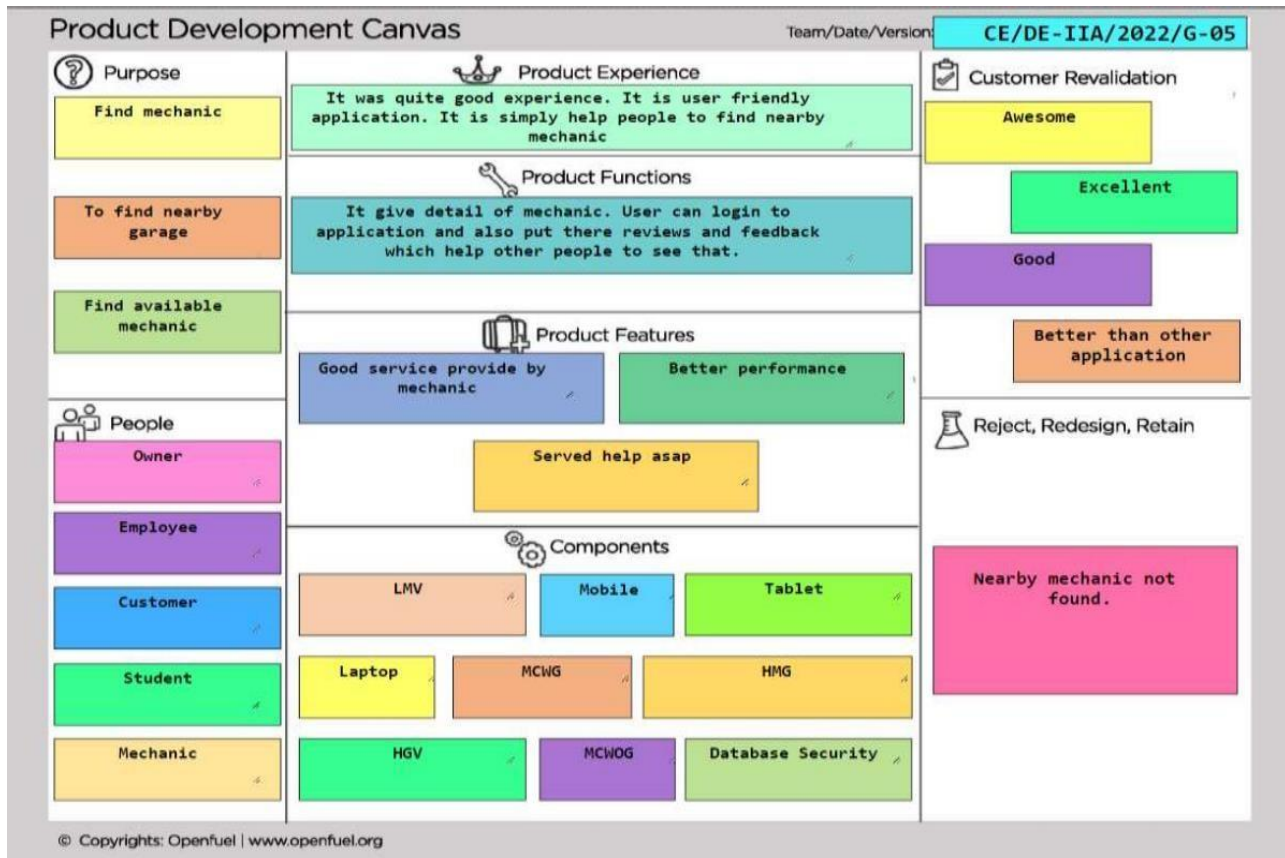 Product Development Canvas
Team/Date/Version:
CE/DE-IIA/2022/G-05
Purpose
Find mechanic
To find nearby
garage
Find available
mechanic
People
Owner
Employee
Customer
Student
Mechanic
Product Experience
It was quite good experience. It is user friendly
application. It is simply help people to find nearby
mechanic
Product Functions
It give detail of mechanic. User can login to
application and also put there reviews and feedback
which help other people to see that.
Product Features
Good service provide by
mechanic
Better performance
Served help asap
Components
LMV
Mobile
Tablet
Laptop
MCWG
HMG
HGV
MCWOG
Database Security
Customer Revalidation
Awesome
Excellent
Good
Better than other
application
Reject, Redesign, Retain
Nearby mechanic not
found.
© Copyrights: Openfuel | www.openfuel.org